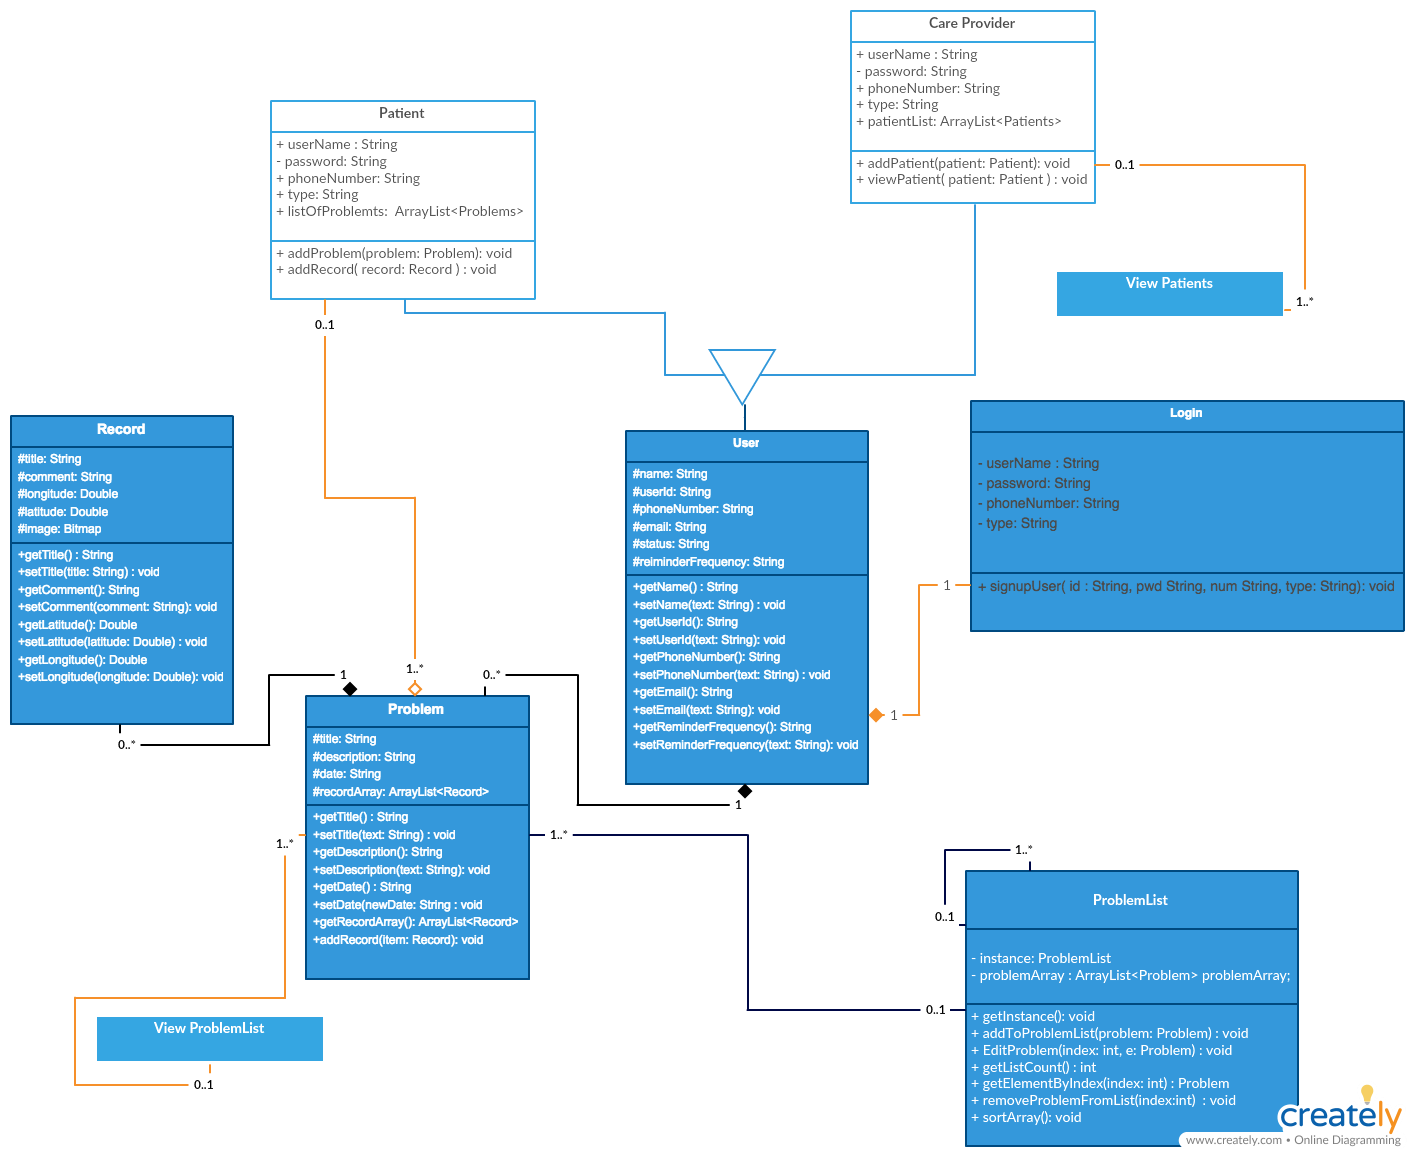 Care Provider
+ userName : String
- password: String
+ phoneNumber: String
+ type: String
+ patientList: ArrayList<Patients>
+ addPatient(patient: Patient): void
+ viewPatient( patient: Patient ) : void
0..1
1..*
View Patients
Patient
+ userName : String
- password: String
+ phoneNumber: String
+ type: String
+ listOfProblemts:  ArrayList<Problems>
+ addProblem(problem: Problem): void
+ addRecord( record: Record ) : void
0..1
1..*
Record
#title: String
#comment: String
#longitude: Double
#latitude: Double
#image: Bitmap
+getTitle() : String
+setTitle(title: String) : void
+getComment(): String
+setComment(comment: String): void
+getLatitude(): Double
+setLatitude(latitude: Double) : void
+getLongitude(): Double
+setLongitude(longitude: Double): void
0..*
1
User
#name: String
#userId: String
#phoneNumber: String
#email: String
#status: String
#reiminderFrequency: String
+getName() : String
+setName(text: String) : void
+getUserId(): String
+setUserId(text: String): void
+getPhoneNumber(): String
+setPhoneNumber(text: String) : void
+getEmail(): String
+setEmail(text: String): void
+getReminderFrequency(): String
+setReminderFrequency(text: String): void
0..*
1
LogIn
- userName : String
- password: String
- phoneNumber: String
- type: String
+ signupUser( id : String, pwd String, num String, type: String): void
1
1
Problem
#title: String
#description: String
#date: String
#recordArray: ArrayList<Record>
+getTitle() : String
+setTitle(text: String) : void
+getDescription(): String
+setDescription(text: String): void
+getDate() : String
+setDate(newDate: String : void
+getRecordArray(): ArrayList<Record>
+addRecord(item: Record): void
1..*
0..1
1..*
View ProblemList
0..1
1..*
0..1
ProblemList
- instance: ProblemList
- problemArray : ArrayList<Problem> problemArray;
+ getInstance(): void
+ addToProblemList(problem: Problem) : void
+ EditProblem(index: int, e: Problem) : void
+ getListCount() : int
+ getElementByIndex(index: int) : Problem
+ removeProblemFromList(index:int)  : void
+ sortArray(): void
creately
www.creately.com • Online Diagramming